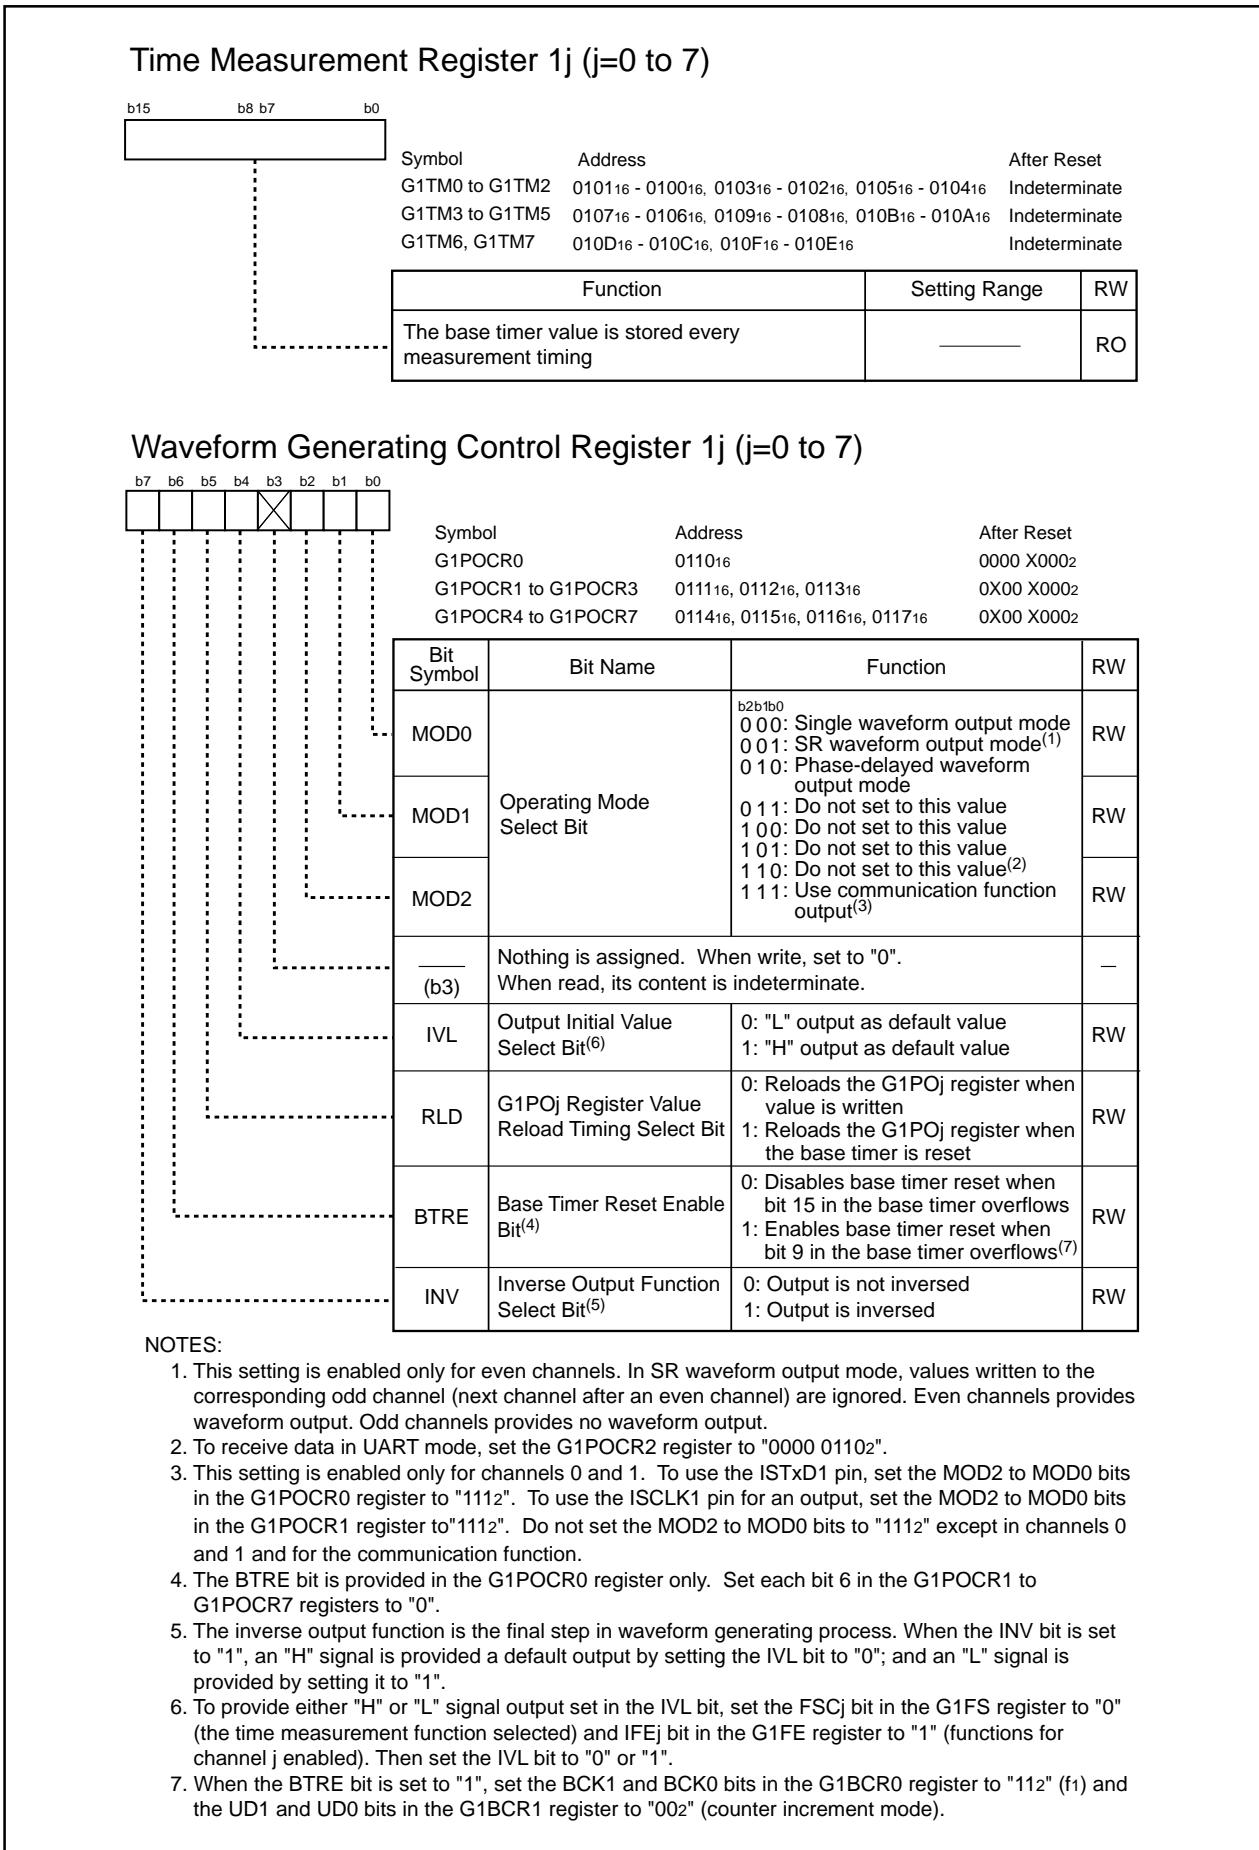 Time Measurement Register 1j (j=0 to 7)
b15 b8 b7 b0
Symbol Address After Reset
G1TM0 to G1TM2 010116 - 010016, 010316 - 010216, 010516 - 010416 Indeterminate
G1TM3 to G1TM5 010716 - 010616, 010916 - 010816, 010B16 - 010A16 Indeterminate
G1TM6, G1TM7 010D16 - 010C16, 010F16 - 010E16 Indeterminate
Function Setting Range RW
The base timer value is stored every
measurement timing
RO
Waveform Generating Control Register 1j (j=0 to 7)
b7 b6 b5 b4 b3 b2 b1 b0
Symbol Address After Reset
G1POCR0 011016 0000 X0002
G1POCR1 to G1POCR3 011116, 011216, 011316 0X00 X0002
G1POCR4 to G1POCR7 011416, 011516, 011616, 011716 0X00 X0002
Bit
Symbol
Bit Name Function RW
MOD0
MOD1
MOD2
Operating Mode
Select Bit
b2b1b0
0 0 0: Single waveform output mode
0 0 1: SR waveform output mode(1)
0 1 0: Phase-delayed waveform
output mode
0 1 1: Do not set to this value
1 0 0: Do not set to this value
1 0 1: Do not set to this value
1 1 0: Do not set to this value(2)
1 1 1: Use communication function
output(3)
RW
RW
RW
(b3)
Nothing is assigned. When write, set to "0".
When read, its content is indeterminate.
—
IVL
Output Initial Value
Select Bit(6)
0: "L" output as default value
1: "H" output as default value
RW
RLD
G1POj Register Value
Reload Timing Select Bit
0: Reloads the G1POj register when
value is written
1: Reloads the G1POj register when
the base timer is reset
RW
BTRE
Base Timer Reset Enable
Bit(4)
0: Disables base timer reset when
bit 15 in the base timer overflows
1: Enables base timer reset when
bit 9 in the base timer overflows(7)
RW
INV
Inverse Output Function
Select Bit(5)
0: Output is not inversed
1: Output is inversed
RW
NOTES:
1. This setting is enabled only for even channels. In SR waveform output mode, values written to the
corresponding odd channel (next channel after an even channel) are ignored. Even channels provides
waveform output. Odd channels provides no waveform output.
2. To receive data in UART mode, set the G1POCR2 register to "0000 01102".
3. This setting is enabled only for channels 0 and 1. To use the ISTxD1 pin, set the MOD2 to MOD0 bits
in the G1POCR0 register to "1112". To use the ISCLK1 pin for an output, set the MOD2 to MOD0 bits
in the G1POCR1 register to"1112". Do not set the MOD2 to MOD0 bits to "1112" except in channels 0
and 1 and for the communication function.
4. The BTRE bit is provided in the G1POCR0 register only. Set each bit 6 in the G1POCR1 to
G1POCR7 registers to "0".
5. The inverse output function is the final step in waveform generating process. When the INV bit is set
to "1", an "H" signal is provided a default output by setting the IVL bit to "0"; and an "L" signal is
provided by setting it to "1".
6. To provide either "H" or "L" signal output set in the IVL bit, set the FSCj bit in the G1FS register to "0"
(the time measurement function selected) and IFEj bit in the G1FE register to "1" (functions for
channel j enabled). Then set the IVL bit to "0" or "1".
7. When the BTRE bit is set to "1", set the BCK1 and BCK0 bits in the G1BCR0 register to "112" (f1) and
the UD1 and UD0 bits in the G1BCR1 register to "002" (counter increment mode).